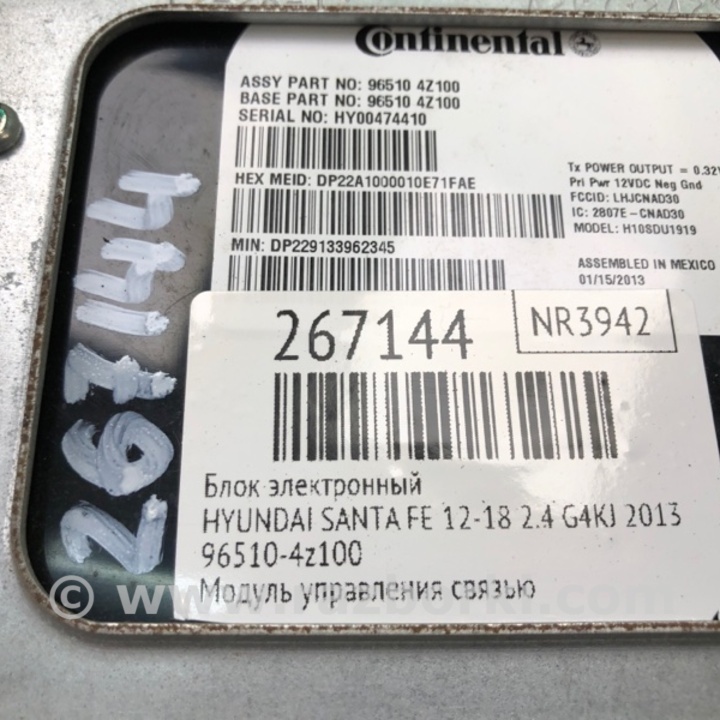 Continental
ASSY PART NO: 96510 4Z100
BASE PART NO: 96510 4Z100
SERIAL NO: HY00474410
HEX MEID: DP22A1000010E71FAE
MIN: DP229133962345
Tx POWER OUTPUT = 0.32
Pri Pwr 12VDC Neg Gnd
FCCID: LHJCNAD30
IC: 2807E-CNAD30
MODEL: H10SDU1919
ASSEMBLED IN MEXICO
01/15/2013
267144
267144
NR3942
Блок электронный
HYUNDAI SANTA FE 12-18 2.4 G4KJ 2013
96510-4z100
Модуль управления связью